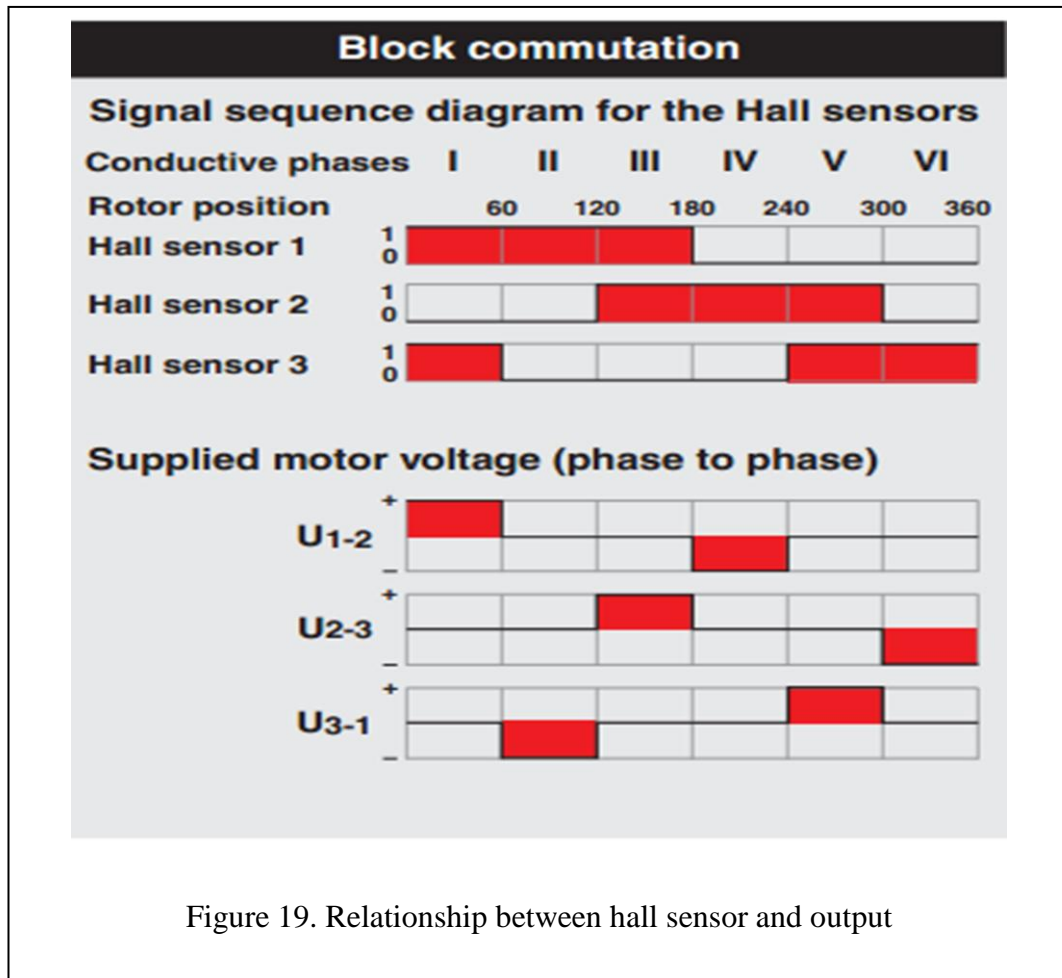 Block commutation
Signal sequence diagram for the Hall sensors
Conductive phases I II III IV V VI
Rotor position 60 120 180 240 300 360
Hall sensor 1 1
0
Hall sensor 2 1
0
Hall sensor 3 1
0
Supplied motor voltage (phase to phase)
+
U1-2
–
+
U2-3
–
+
U3-1
–
Figure 19. Relationship between hall sensor and output